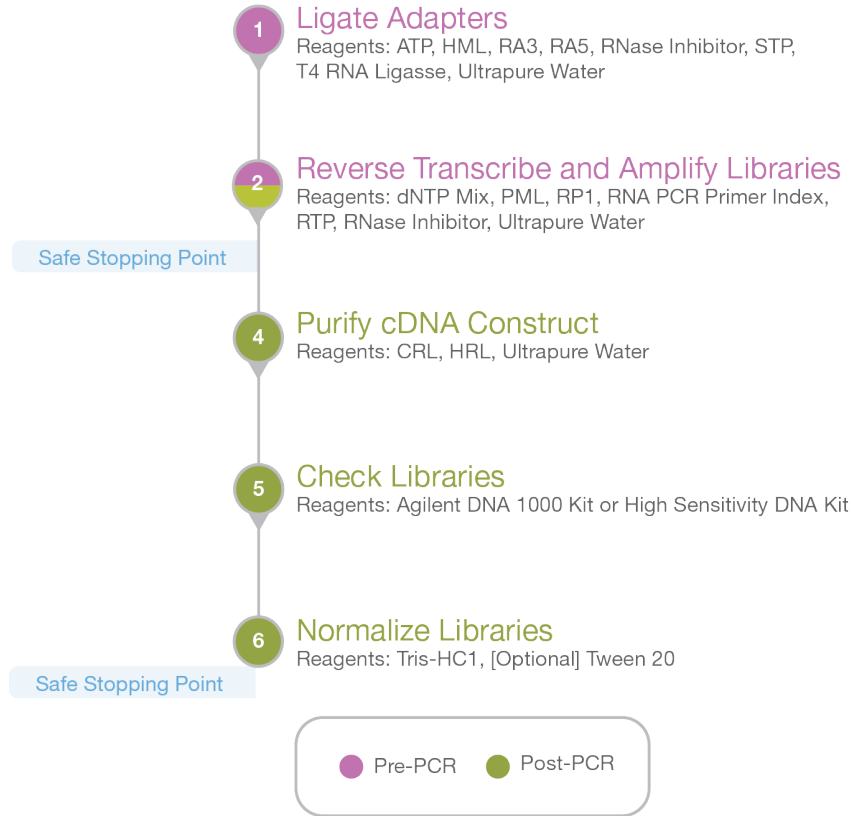 1
Ligate Adapters
Reagents: ATP, HML, RA3, RA5, RNase Inhibitor, STP,
T4 RNA Ligasse, Ultrapure Water
2
Reverse Transcribe and Amplify Libraries
Reagents: dNTP Mix, PML, RP1, RNA PCR Primer Index,
RTP, RNase Inhibitor, Ultrapure Water
Safe Stopping Point
4
Purify cDNA Construct
Reagents: CRL, HRL, Ultrapure Water
5
Check Libraries
Reagents: Agilent DNA 1000 Kit or High Sensitivity DNA Kit
6
Normalize Libraries
Reagents: Tris-HC1, [Optional] Tween 20
Safe Stopping Point
Pre-PCR
Post-PCR